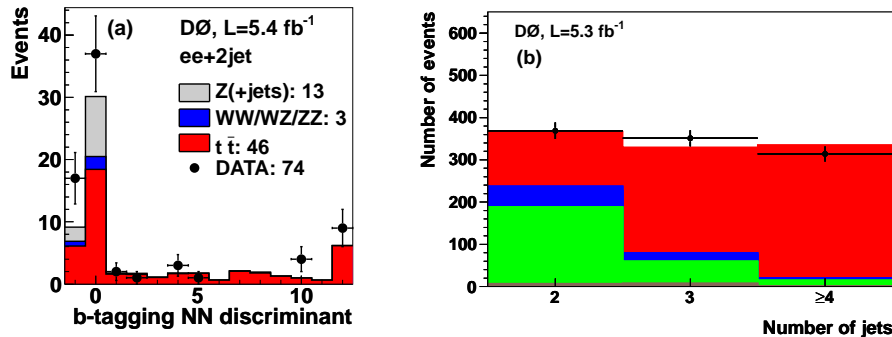 Events
40
30
20
10
0
(a)
DØ, L=5.4 fb⁻¹
ee+2jet
Z(+jets): 13
WW/WZ/ZZ: 3
t t̄: 46
DATA: 74
0 5 10
b-tagging NN discriminant
Number of events
600
500
400
300
200
100
0
DØ, L=5.3 fb⁻¹
(b)
2 3 ≥4
Number of jets